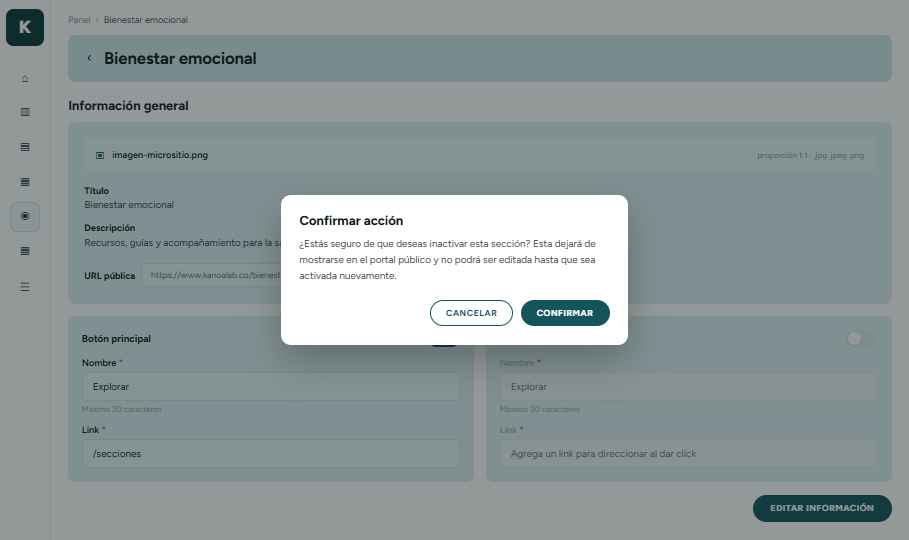 K
Panel › Bienestar emocional
‹ Bienestar emocional
Información general
imagen-micrositio.png
proporción 1:1 · .jpg .jpeg .png
Título
Bienestar emocional
Descripción
Recursos, guías y acompañamiento para la
URL pública
https://www.kanoalab.co/bienest
Confirmar acción
¿Estás seguro de que deseas inactivar esta sección? Esta dejará de
mostrarse en el portal público y no podrá ser editada hasta que sea
activada nuevamente.
CANCELAR
CONFIRMAR
Botón principal
Nombre *
Explorar
Máximo 30 caracteres
Link *
/secciones
Nombre *
Explorar
Máximo 30 caracteres
Link *
Agrega un link para direccionar al dar click
EDITAR INFORMACIÓN